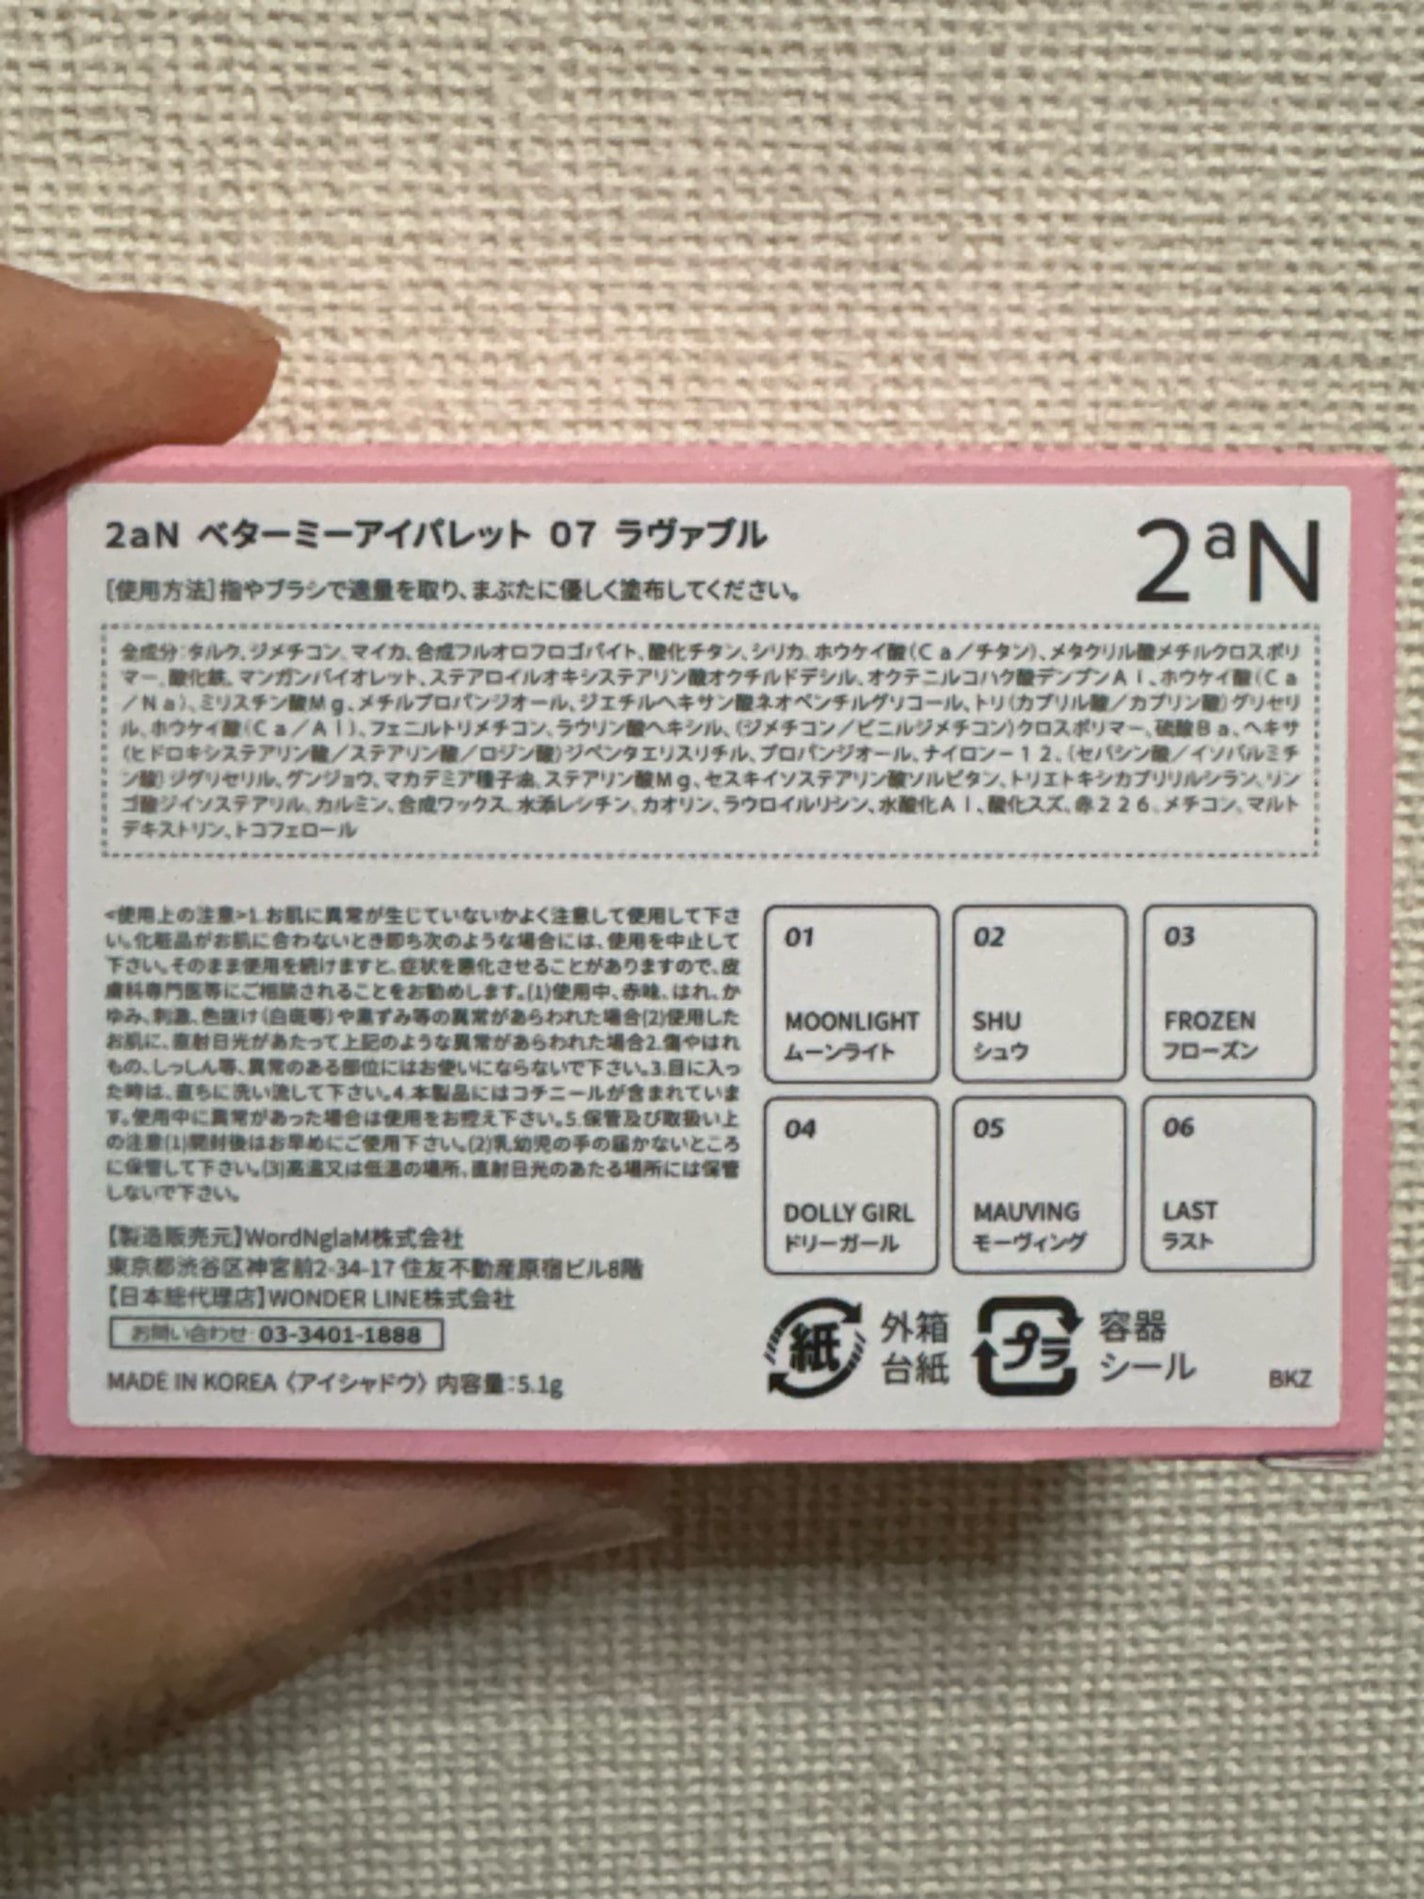 2aN ベターミーアイパレット 07 ラヴァブル
2aN
[使用方法]指やブラシで適量を取り、まぶたに優しく塗布してください。
全成分:タルク、ジメチコン、マイカ、合成フルオロフロゴパイト、酸化チタン、シリカ、ホウケイ酸(Ca/チタン)、メタクリル酸メチルクロスポリ
マー、酸化鉄、マンガンバイオレット、ステアロイルオキシステアリン酸オクチルドデシル、オクテニルコハク酸デンプンAl、ホウケイ酸(Ca
/Na)、ミリスチン酸Mg、メチルプロパンジオール、ジエチルヘキサン酸ネオペンチルグリコール、トリ(カプリル酸/カプリン酸)グリセリ
ル、ホウケイ酸(Ca/Al)、フェニルトリメチコン、ラウリン酸ヘキシル、(ジメチコン/ビニルジメチコン)クロスポリマー、硫酸Ba、ヘキサ
(ヒドロキシステアリン酸/ステアリン酸/ロジン酸)ジペンタエリスリチル、プロパンジオール、ナイロン-12、(セバシン酸/イソパルミチ
ン酸)ジグリセリル、グンジョウ、マカデミア種子油、ステアリン酸Mg、セスキイソステアリン酸ソルビタン、トリエトキシカプリリルシラン、リン
ゴ酸ジイソステアリル、カルミン、合成ワックス、水添レシチン、カオリン、ラウロイルリシン、水酸化Al、酸化スズ、赤226、メチコン、マルト
デキストリン、トコフェロール
<使用上の注意>1.お肌に異常が生じていないかよく注意して使用して下さ
い。化粧品がお肌に合わないとき即ち次のような場合には、使用を中止して
下さい。そのまま使用を続けますと、症状を悪化させることがありますので、皮
膚科専門医等にご相談されることをお勧めします。(1)使用中、赤味、はれ、か
ゆみ、刺激、色抜け(白斑等)や黒ずみ等の異常があらわれた場合(2)使用した
お肌に、直射日光があたって上記のような異常があらわれた場合2.傷やはれ
もの、しっしん等、異常のある部位にはお使いにならないで下さい。3.目に入っ
た時は、直ちに洗い流して下さい。4.本製品にはコチニールが含まれていま
す。使用中に異常があった場合は使用をお控え下さい。5.保管及び取扱い上
の注意(1)開封後はお早めにご使用下さい。(2)乳幼児の手の届かないところ
に保管して下さい。(3)高温又は低温の場所、直射日光のあたる場所には保管
しないで下さい。
【製造販売元】WordNglaM株式会社
東京都渋谷区神宮前2-34-17 住友不動産原宿ビル8階
【日本総代理店】WONDER LINE株式会社
お問い合わせ:03-3401-1888
MADE IN KOREA 〈アイシャドウ〉 内容量:5.1g
01
MOONLIGHT
ムーンライト
02
SHU
シュウ
03
FROZEN
フローズン
04
DOLLY GIRL
ドリーガール
05
MAUVING
モーヴィング
06
LAST
ラスト
紙 外箱
台紙
プラ 容器
シール
BKZ